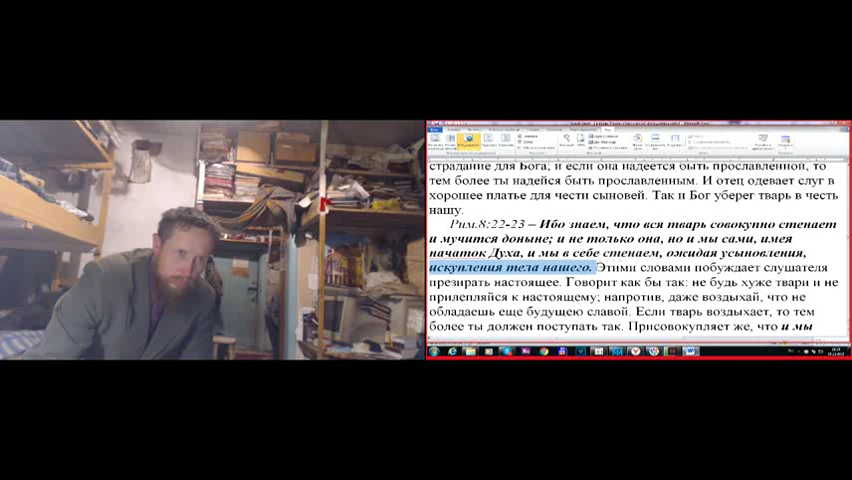 страдание для Бога; и если она надеется быть прославленной, то
тем более ты надейся быть прославленным. И отец одевает слуг в
хорошее платье для чести сыновей. Так и Бог уберег тварь в честь
нашу.
Рим.8:22-23 – Ибо знаем, что вся тварь совокупно стенает
и мучится доныне; и не только она, но и мы сами, имея
начаток Духа, и мы в себе стенаем, ожидая усыновления,
искупления тела нашего. Этими словами побуждает слушателя
презирать настоящее. Говорит как бы так: не будь хуже твари и не
прилепляйся к настоящему; напротив, даже воздыхай, что не
обладаешь еще будущею славой. Если тварь воздыхает, то тем
более ты должен поступать так. Присовокупляет же, что и мы